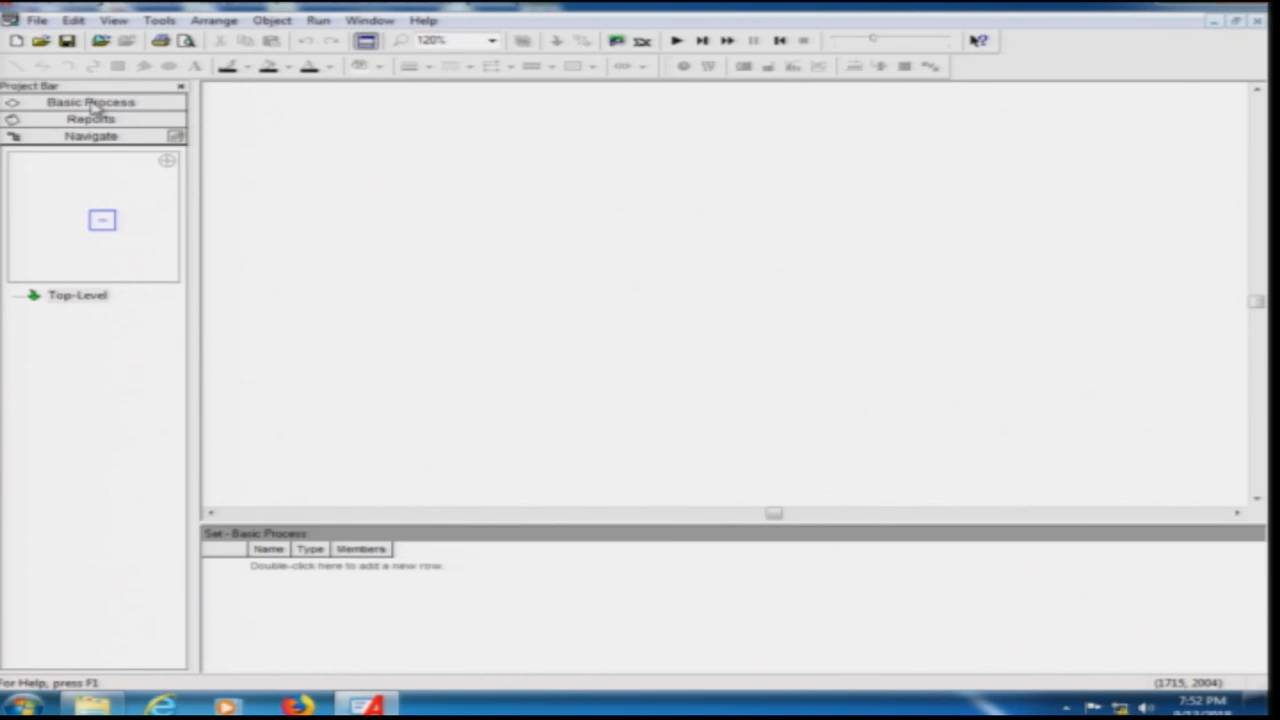 File Edit View Tools Arrange Object Run Window Help
120%
Project Bar
Basic Process
Reports
Navigate
Top-Level
Set - Basic Process
Name Type Members
Double-click here to add a new row.
For Help, press F1
(1715, 2004)
7:52 PM